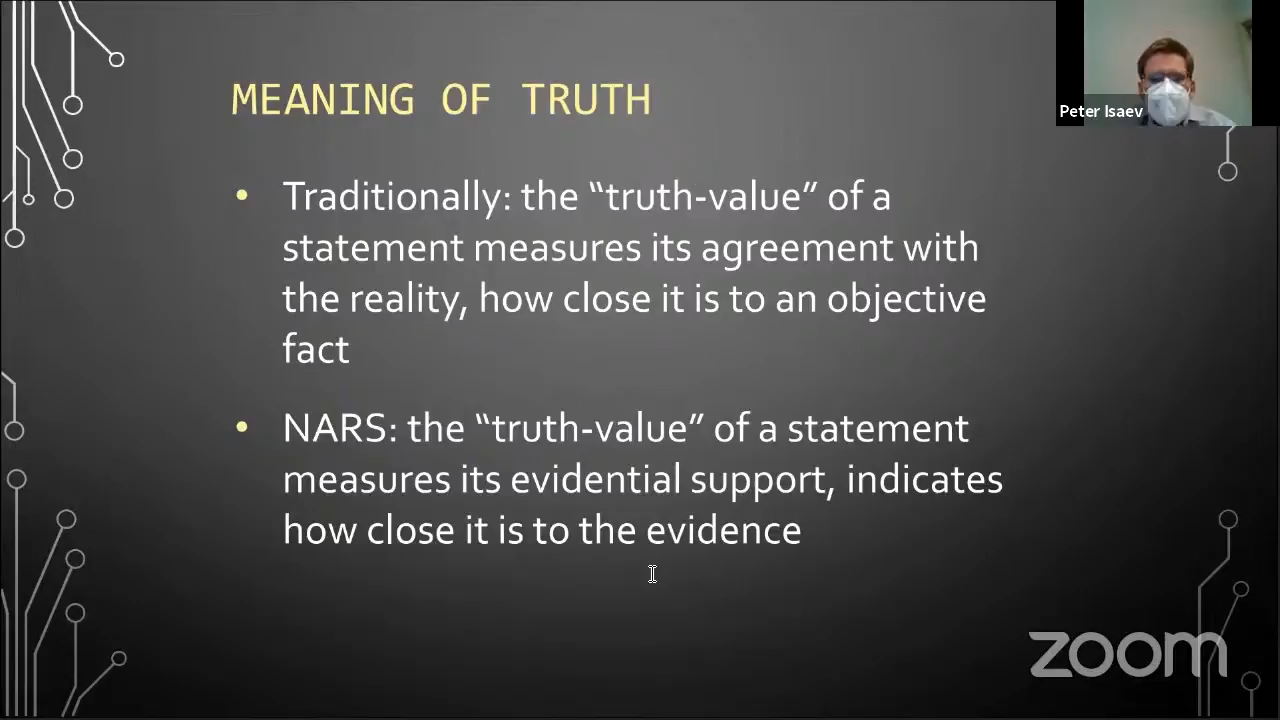 MEANING OF TRUTH
Peter Isaev
• Traditionally: the “truth-value” of a
statement measures its agreement with
the reality, how close it is to an objective
fact
• NARS: the “truth-value” of a statement
measures its evidential support, indicates
how close it is to the evidence
zoom